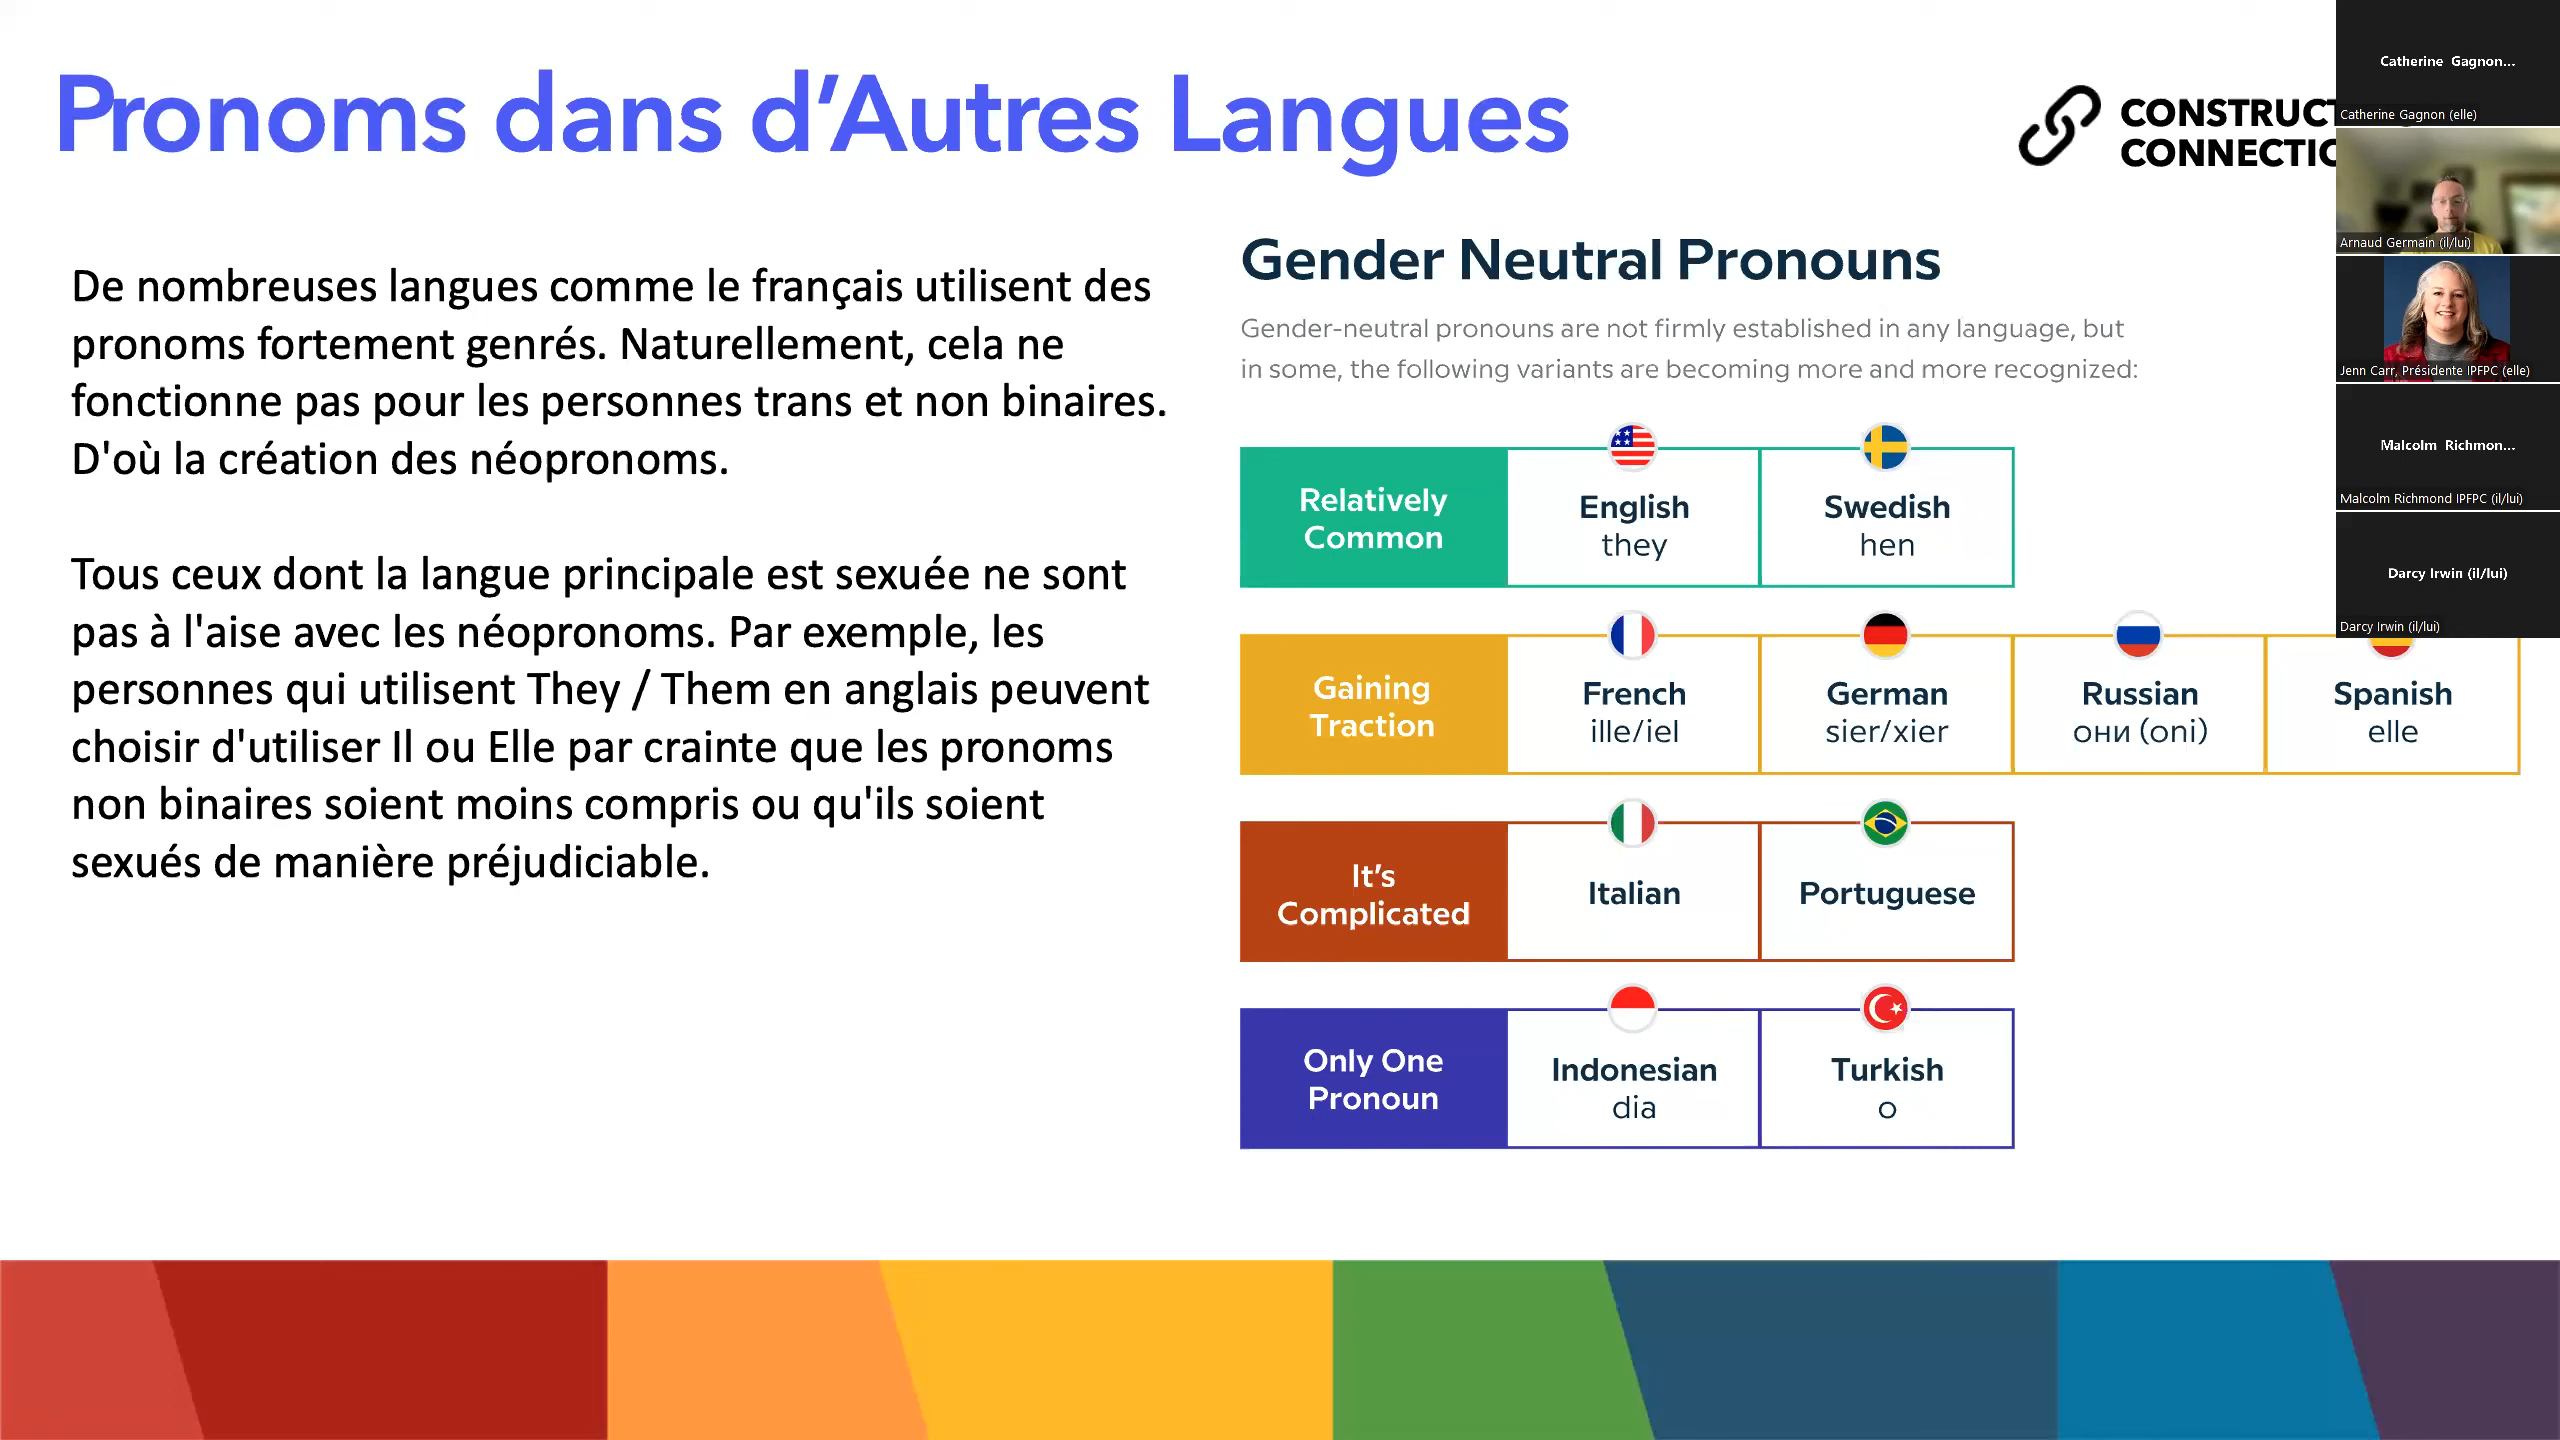 Pronoms dans d’Autres Langues
CONSTRUCT
CONNECTIO
De nombreuses langues comme le français utilisent des
pronoms fortement genrés. Naturellement, cela ne
fonctionne pas pour les personnes trans et non binaires.
D'où la création des néopronoms.
Tous ceux dont la langue principale est sexuée ne sont
pas à l'aise avec les néopronoms. Par exemple, les
personnes qui utilisent They / Them en anglais peuvent
choisir d'utiliser Il ou Elle par crainte que les pronoms
non binaires soient moins compris ou qu'ils soient
sexués de manière préjudiciable.
Gender Neutral Pronouns
Gender-neutral pronouns are not firmly established in any language, but
in some, the following variants are becoming more and more recognized:
Relatively
Common
English
they
Swedish
hen
Gaining
Traction
French
ille/iel
German
sier/xier
Russian
они (oni)
Spanish
elle
It’s
Complicated
Italian
Portuguese
Only One
Pronoun
Indonesian
dia
Turkish
o
Catherine Gagnon...
Catherine Gagnon (elle)
Arnaud Germain (il/lui)
Jenn Carr, Présidente IPFPC (elle)
Malcolm Richmon...
Malcolm Richmond IPFPC (il/lui)
Darcy Irwin (il/lui)
Darcy Irwin (il/lui)